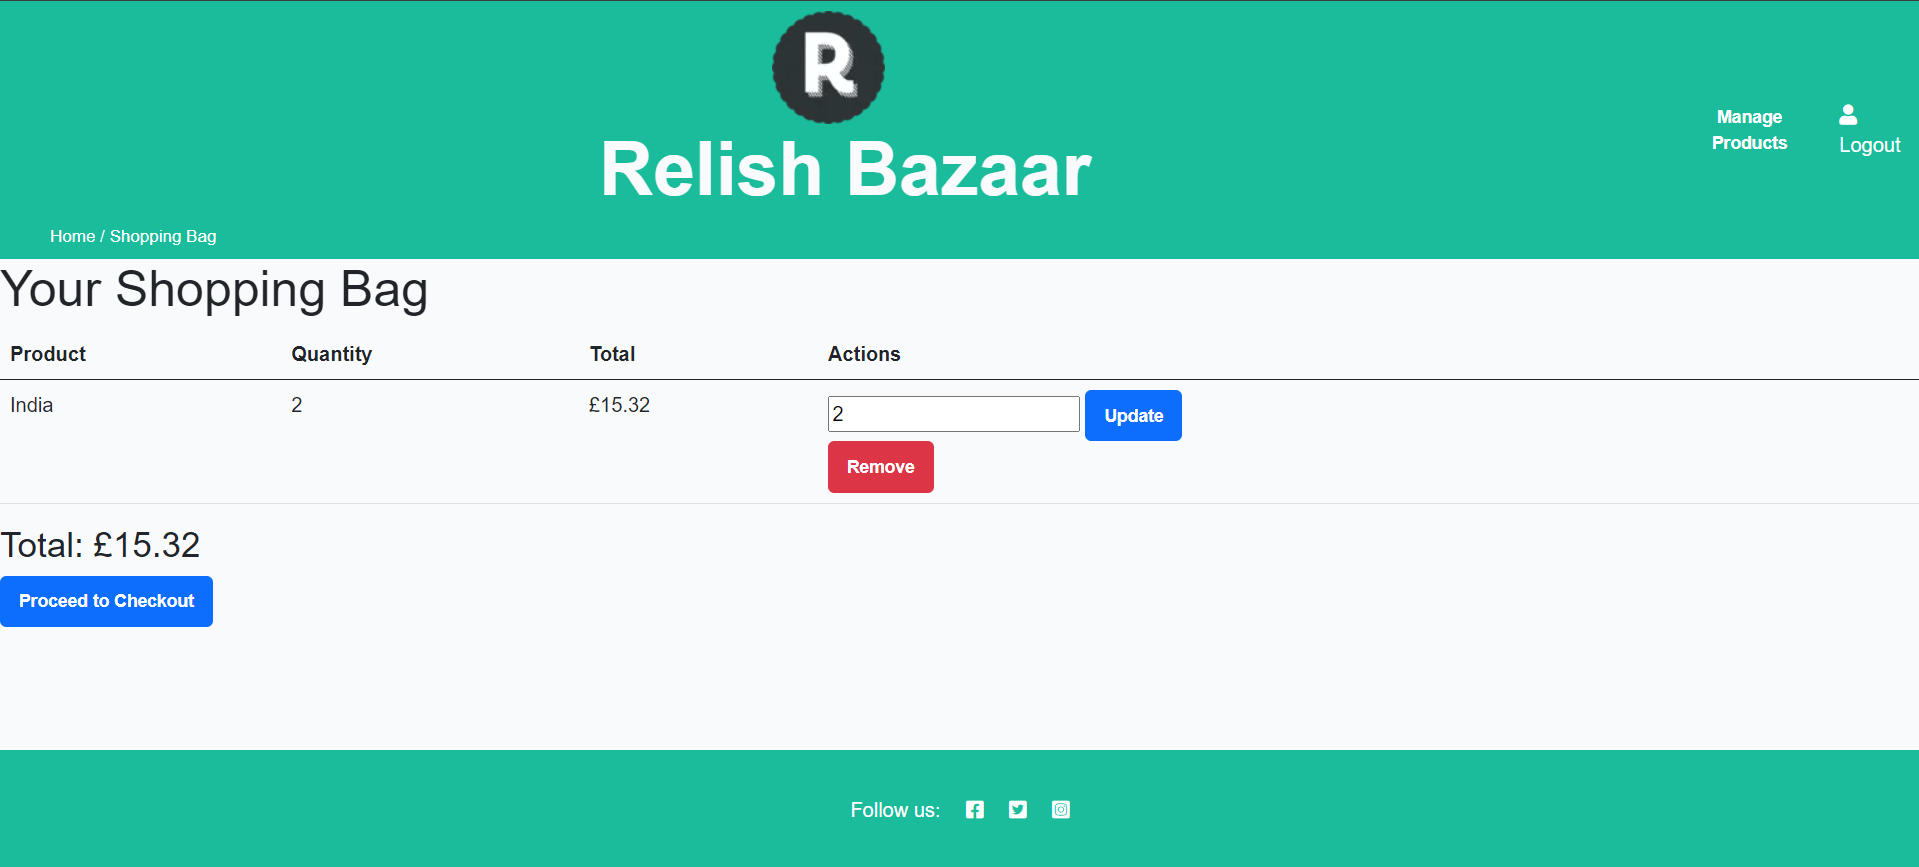 R
Relish Bazaar
Manage
Products
Logout
Home / Shopping Bag
Your Shopping Bag
Product Quantity Total Actions
India 2 £15.32 2 Update
Remove
Total: £15.32
Proceed to Checkout
Follow us: